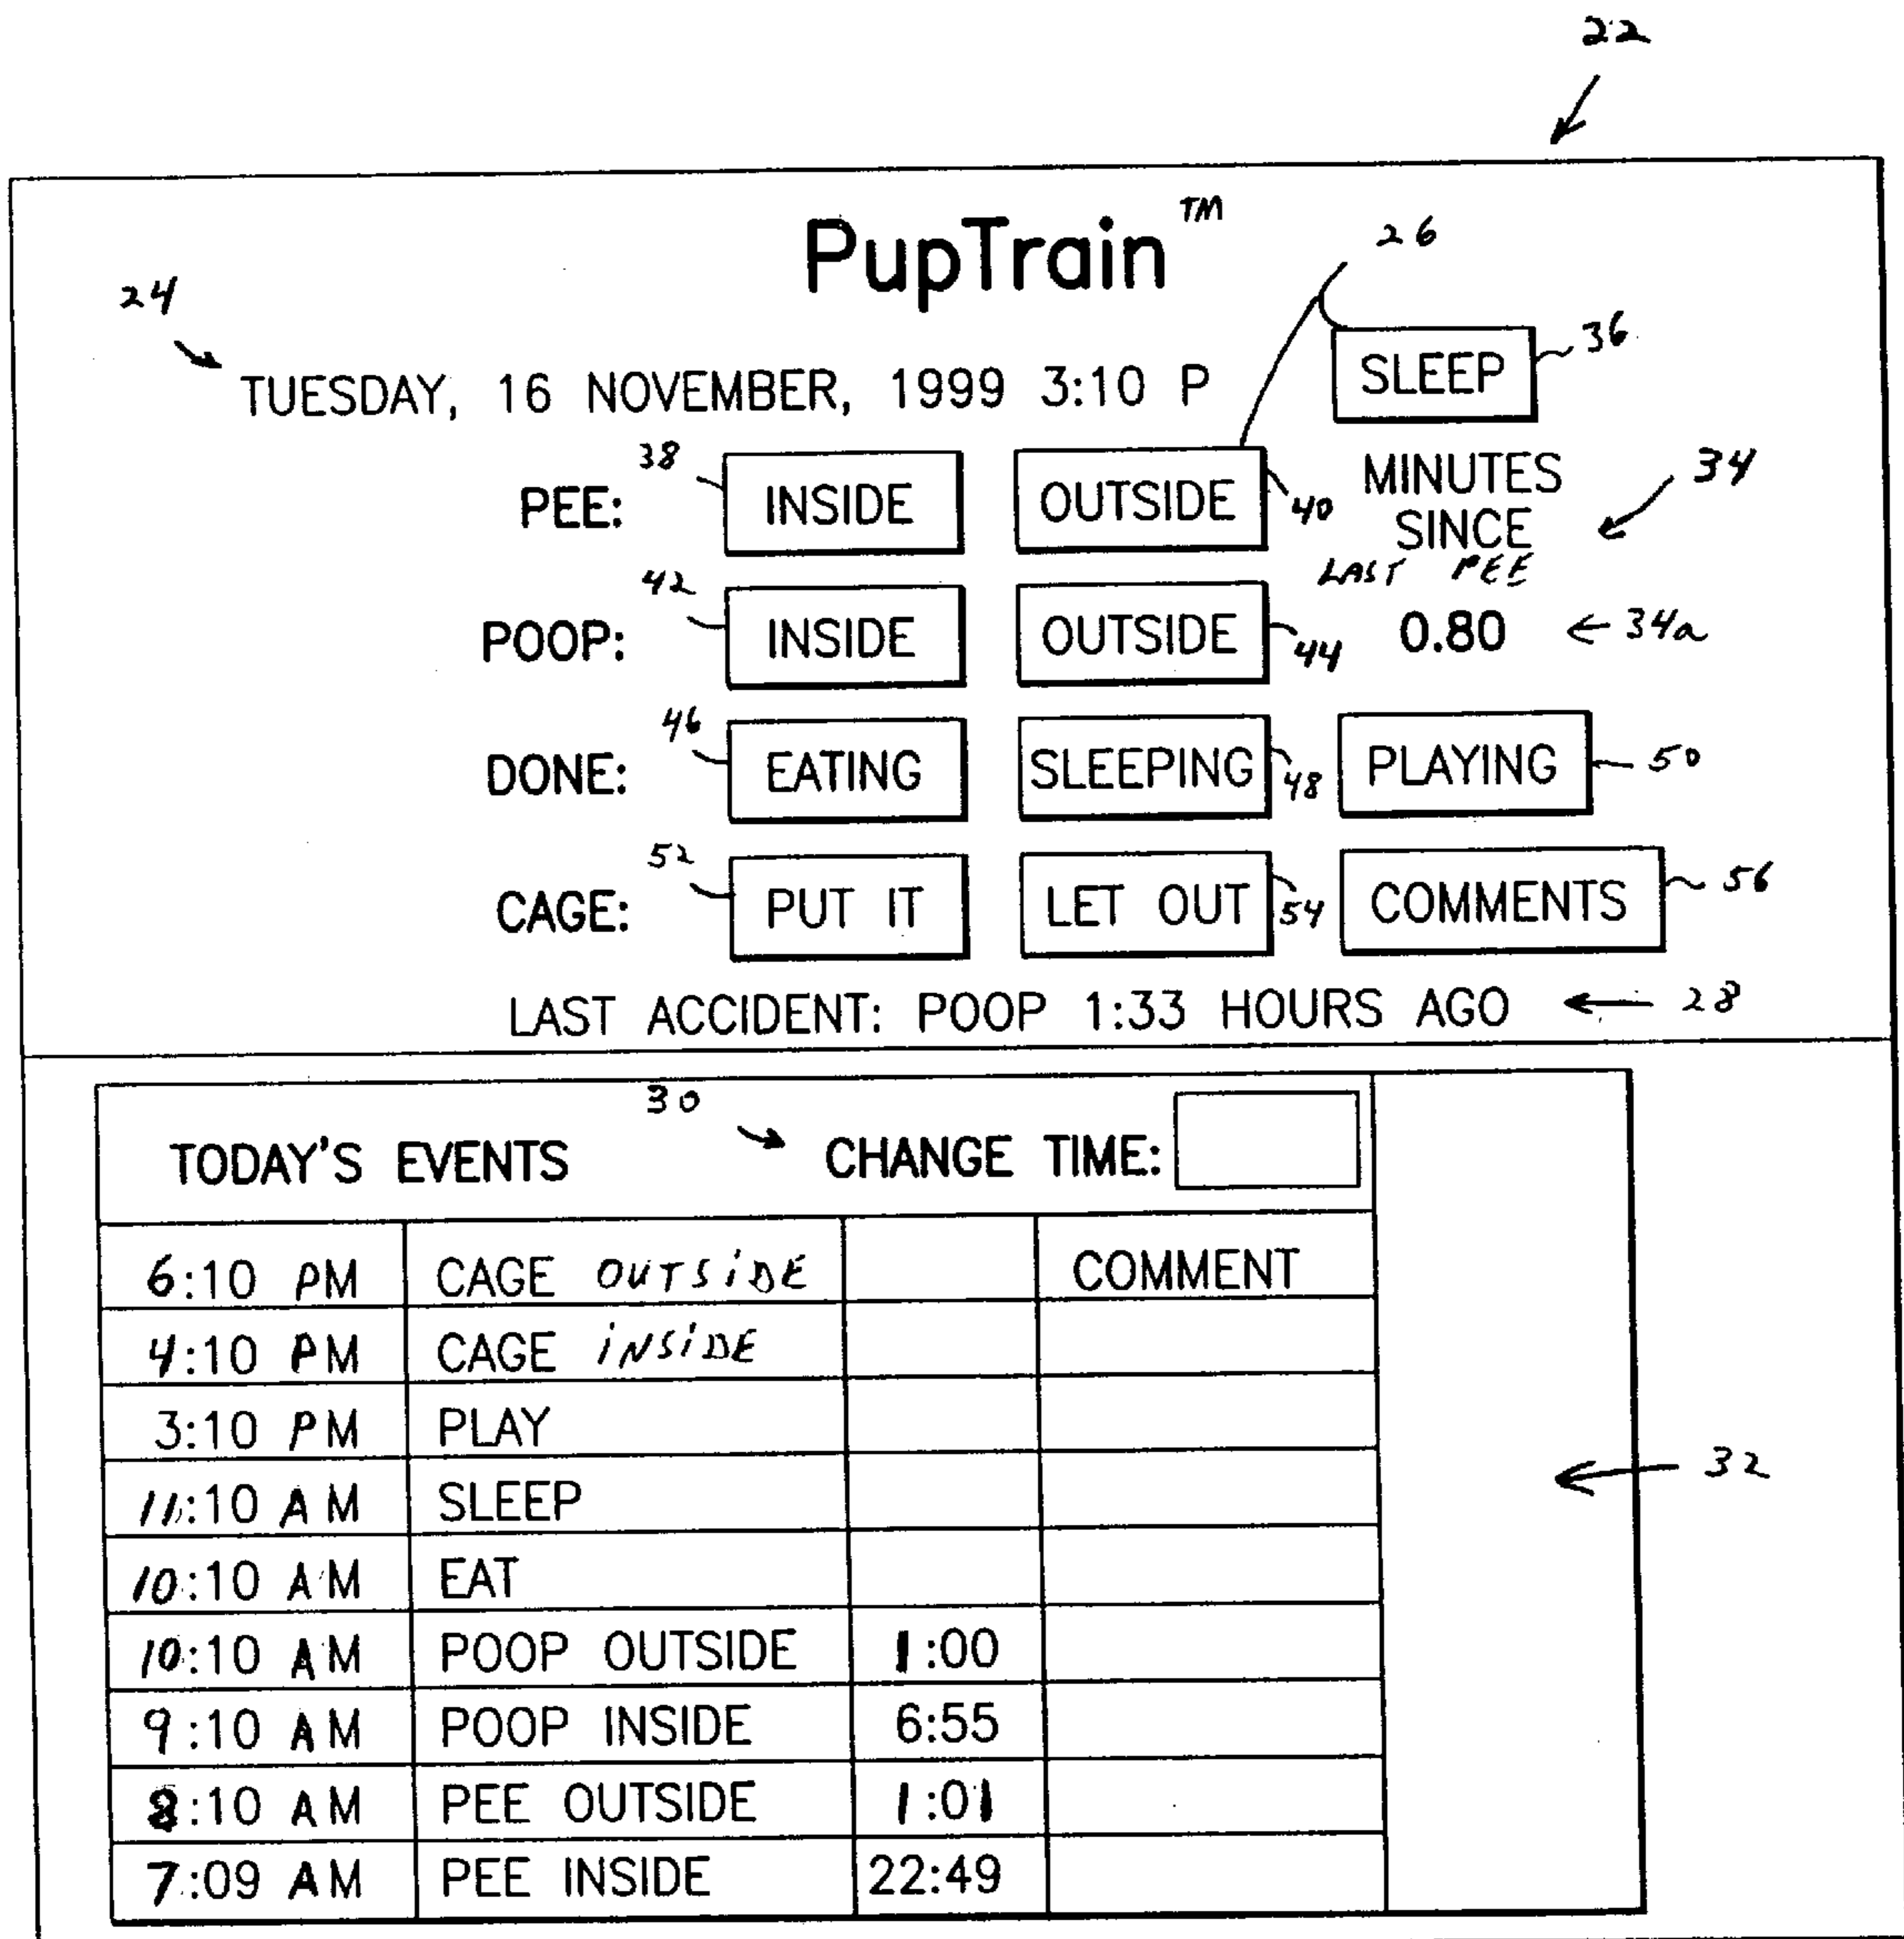 22
PupTrain™
26
24
SLEEP 36
TUESDAY, 16 NOVEMBER, 1999 3:10 P
38
PEE: INSIDE OUTSIDE 40 MINUTES SINCE LAST PEE 34
42
POOP: INSIDE OUTSIDE 44 0.80 34a
46
DONE: EATING SLEEPING 48 PLAYING 50
52
CAGE: PUT IT LET OUT 54 COMMENTS 56
LAST ACCIDENT: POOP 1:33 HOURS AGO 28
30
TODAY'S EVENTS CHANGE TIME:
6:10 PM CAGE OUTSIDE COMMENT
4:10 PM CAGE INSIDE
3:10 PM PLAY
32
11:10 AM SLEEP
10:10 AM EAT
10:10 AM POOP OUTSIDE 1:00
9:10 AM POOP INSIDE 6:55
8:10 AM PEE OUTSIDE 1:01
7:09 AM PEE INSIDE 22:49